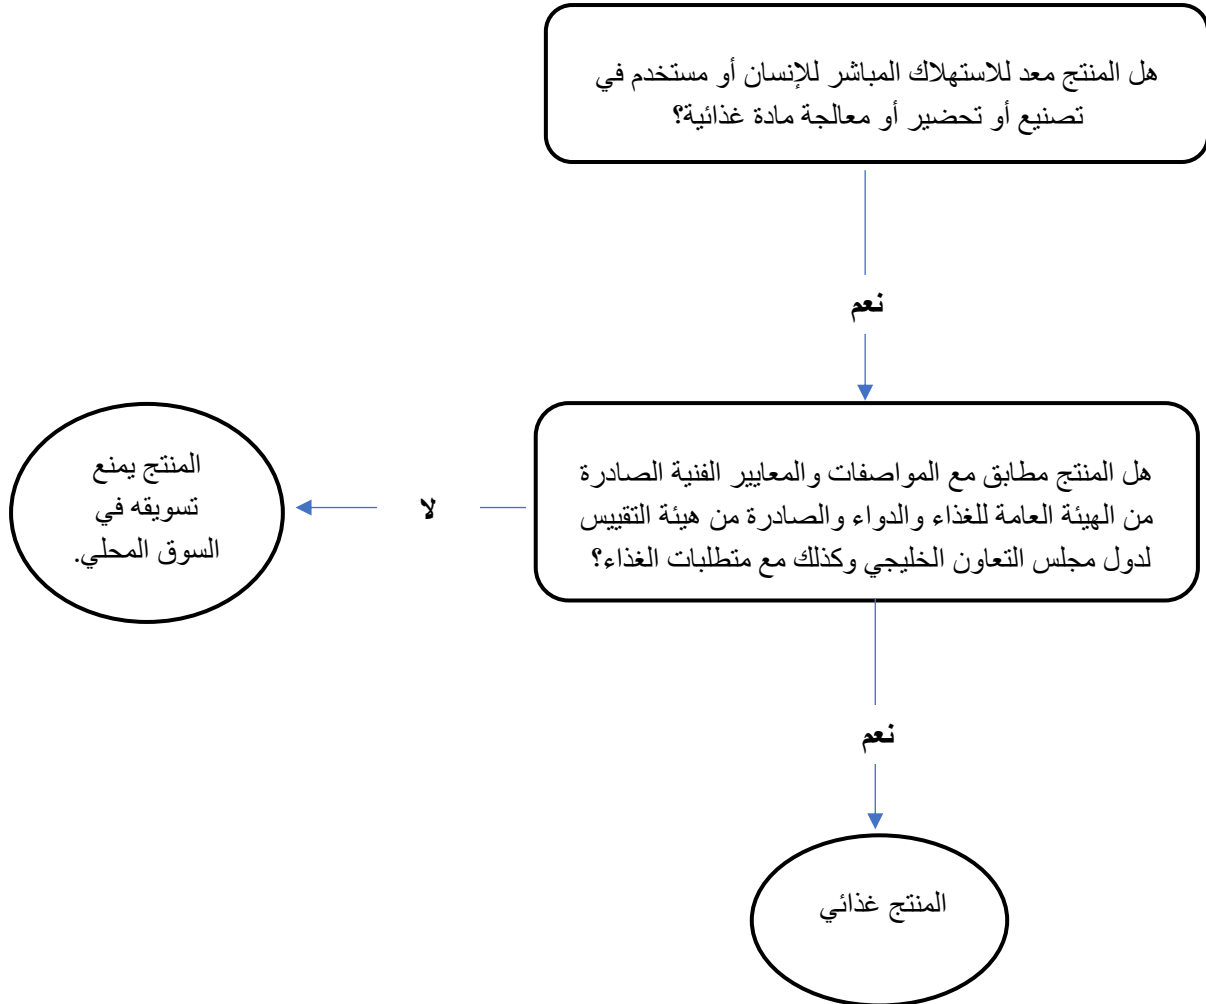 هل المنتج معد للاستهلاك المباشر للإنسان أو مستخدم في
تصنيع أو تحضير أو معالجة مادة غذائية؟
نعم
هل المنتج مطابق مع المواصفات والمعايير الفنية الصادرة
من الهيئة العامة للغذاء والدواء والصادرة من هيئة التقييس
لدول مجلس التعاون الخليجي وكذلك مع متطلبات الغذاء؟
لا
المنتج يمنع
تسويقه في
السوق المحلي.
نعم
المنتج غذائي